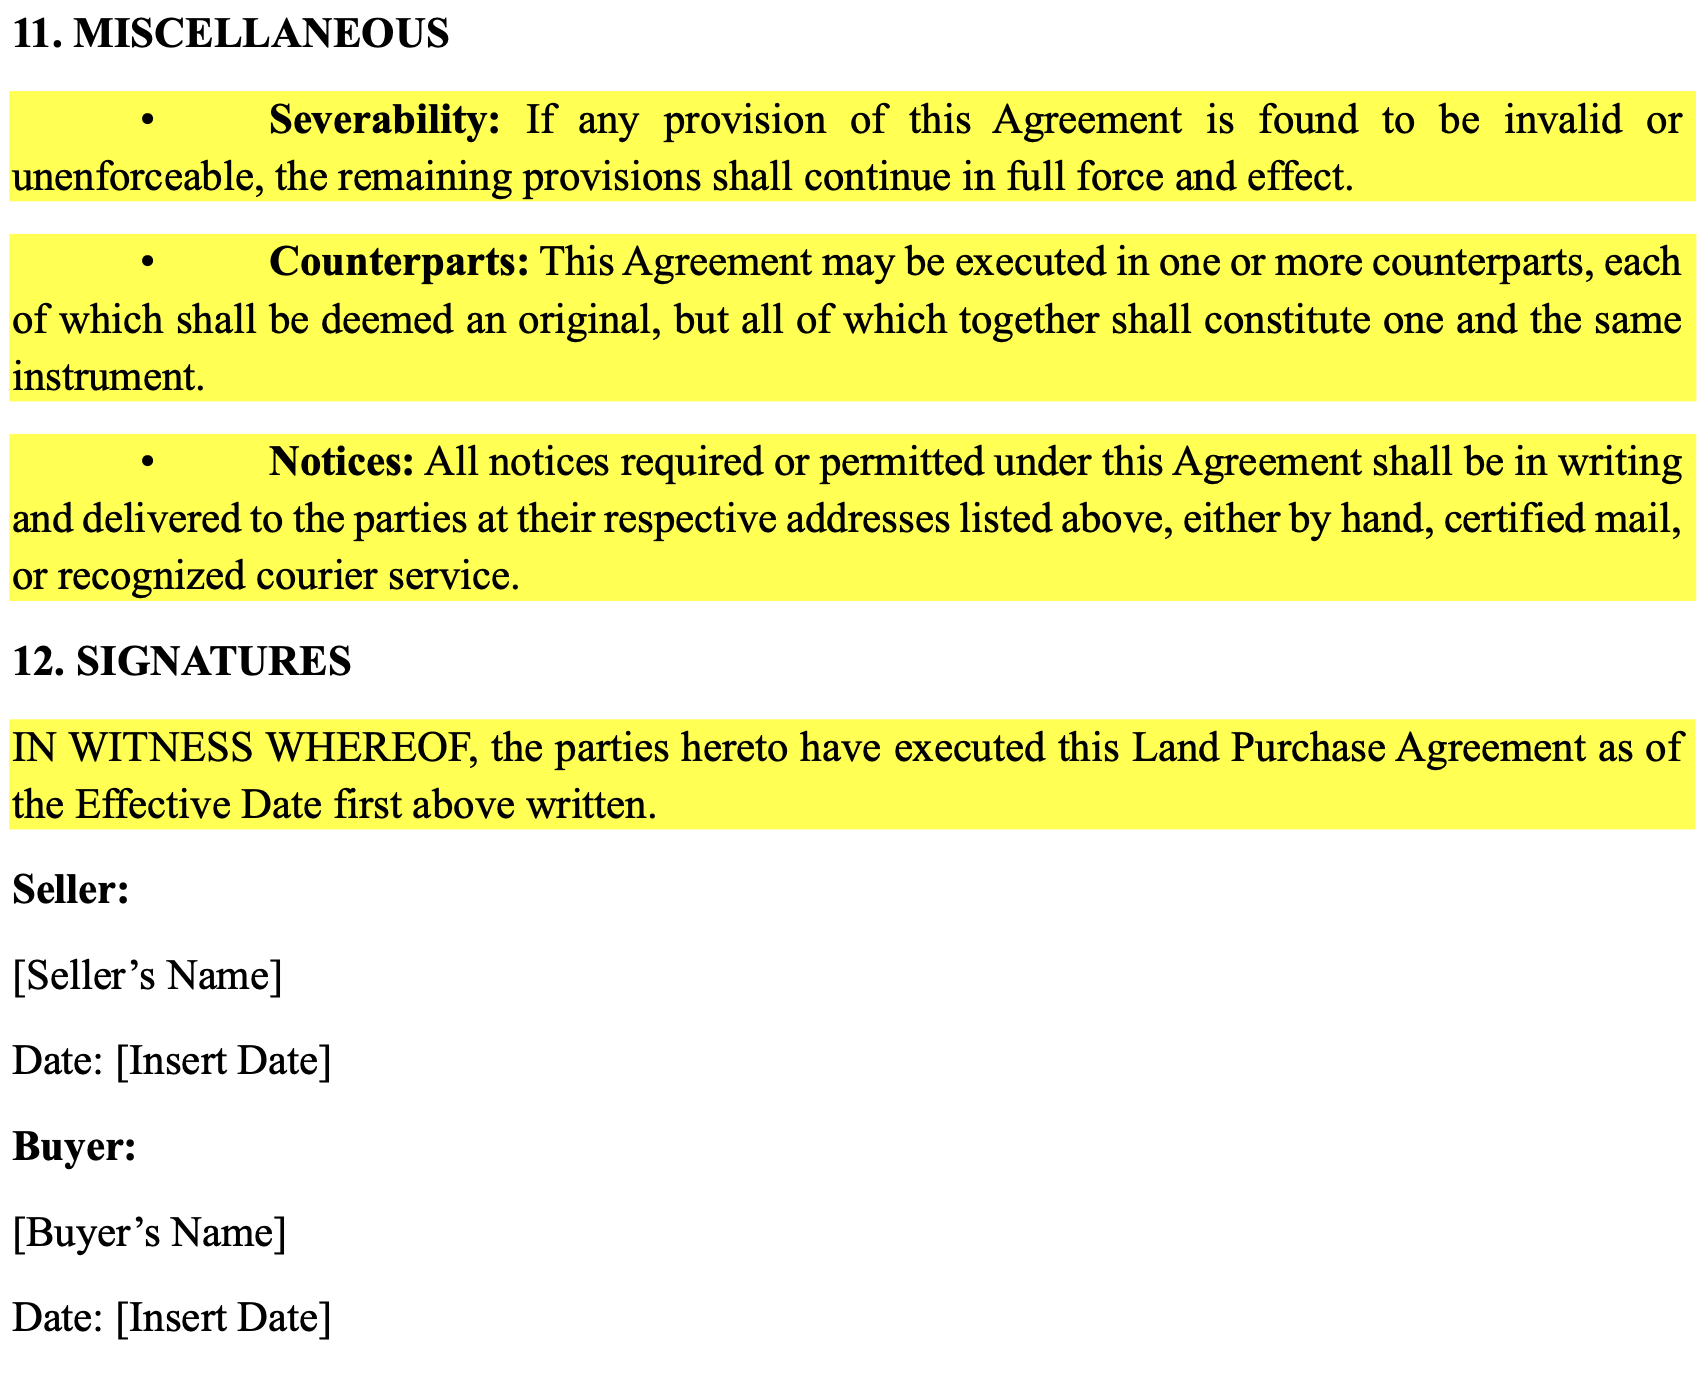 11. MISCELLANEOUS
• Severability: If any provision of this Agreement is found to be invalid or
unenforceable, the remaining provisions shall continue in full force and effect.
• Counterparts: This Agreement may be executed in one or more counterparts, each
of which shall be deemed an original, but all of which together shall constitute one and the same
instrument.
• Notices: All notices required or permitted under this Agreement shall be in writing
and delivered to the parties at their respective addresses listed above, either by hand, certified mail,
or recognized courier service.
12. SIGNATURES
IN WITNESS WHEREOF, the parties hereto have executed this Land Purchase Agreement as of
the Effective Date first above written.
Seller:
[Seller’s Name]
Date: [Insert Date]
Buyer:
[Buyer’s Name]
Date: [Insert Date]